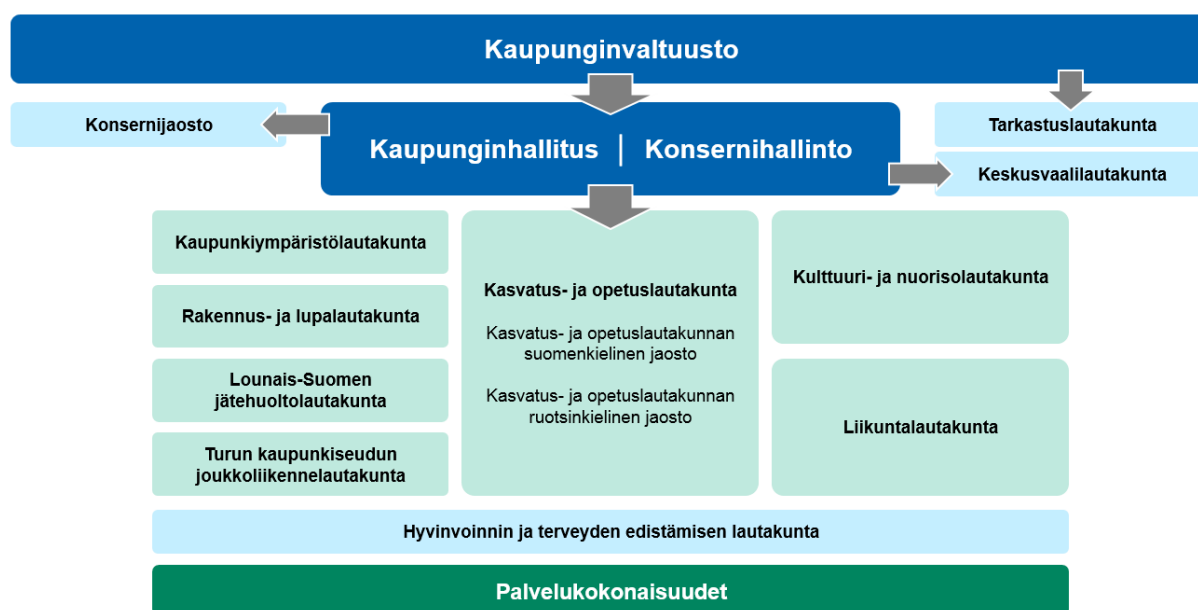 Kaupunginvaltuusto
Konsernijaosto
Kaupunginhallitus | Konsernihallinto
Tarkastuslautakunta
Keskusvaalilautakunta
Kaupunkiympäristölautakunta
Rakennus- ja lupalautakunta
Lounais-Suomen
jätehuoltolautakunta
Turun kaupunkiseudun
joukkoliikennelautakunta
Kasvatus- ja opetuslautakunta
Kasvatus- ja opetuslautakunnan
suomenkielinen jaosto
Kasvatus- ja opetuslautakunnan
ruotsinkielinen jaosto
Kulttuuri- ja nuorisolautakunta
Liikuntalautakunta
Hyvinvoinnin ja terveyden edistämisen lautakunta
Palvelukokonaisuudet